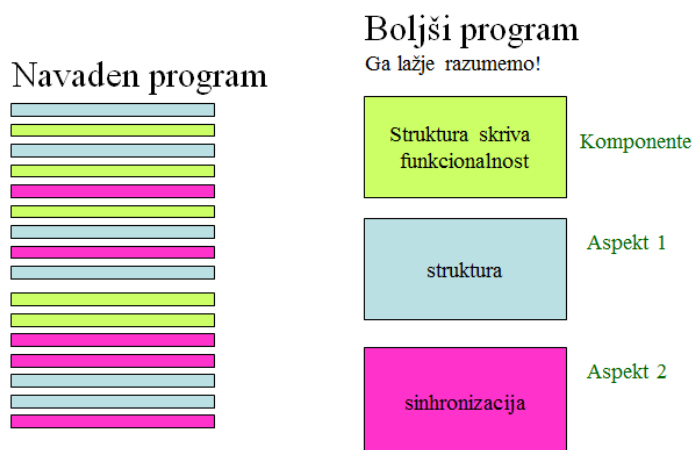 Navaden program
Boljši program
Ga lažje razumemo!
Struktura skriva
funkcionalnost
Komponente
struktura
Aspekt 1
sinhronizacija
Aspekt 2